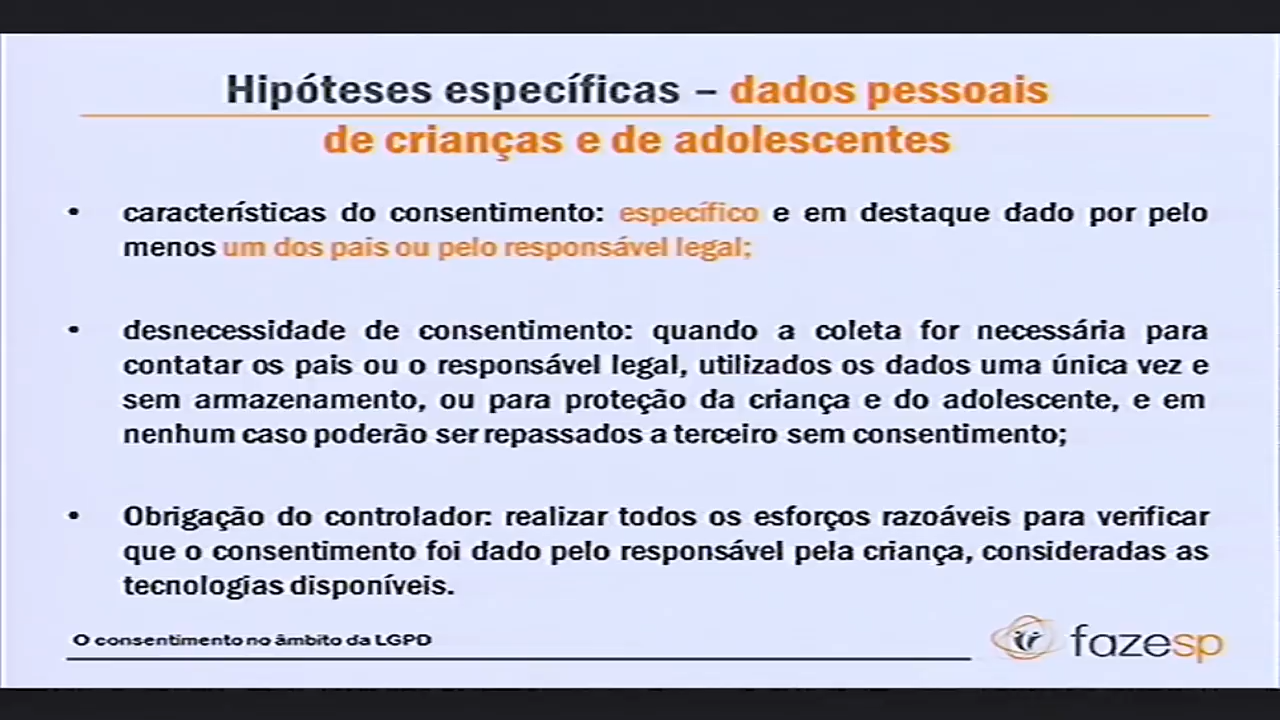 Hipóteses específicas – dados pessoais
de crianças e de adolescentes
• características do consentimento: específico e em destaque dado por pelo
menos um dos pais ou pelo responsável legal;
• desnecessidade de consentimento: quando a coleta for necessária para
contatar os pais ou o responsável legal, utilizados os dados uma única vez e
sem armazenamento, ou para proteção da criança e do adolescente, e em
nenhum caso poderão ser repassados a terceiro sem consentimento;
• Obrigação do controlador: realizar todos os esforços razoáveis para verificar
que o consentimento foi dado pelo responsável pela criança, consideradas as
tecnologias disponíveis.
O consentimento no âmbito da LGPD
fazesp